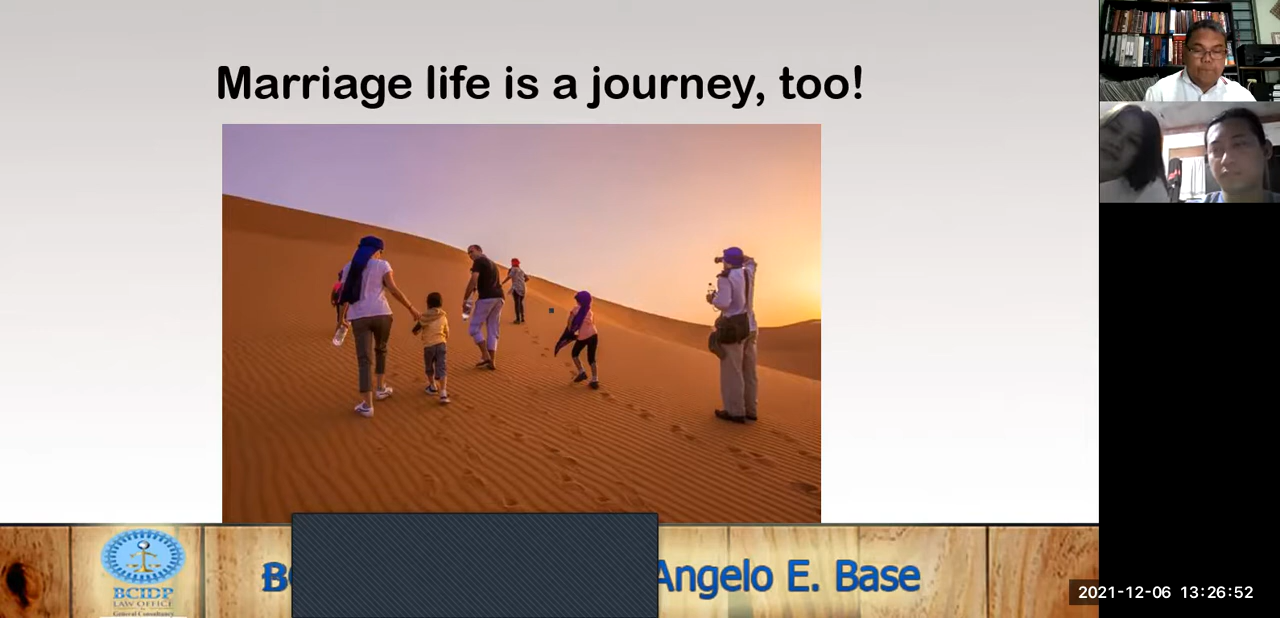 Marriage life is a journey, too!
Angelo E. Base
BCIDP
LAW OFFICE
General Consultancy
2021-12-06 13:26:52